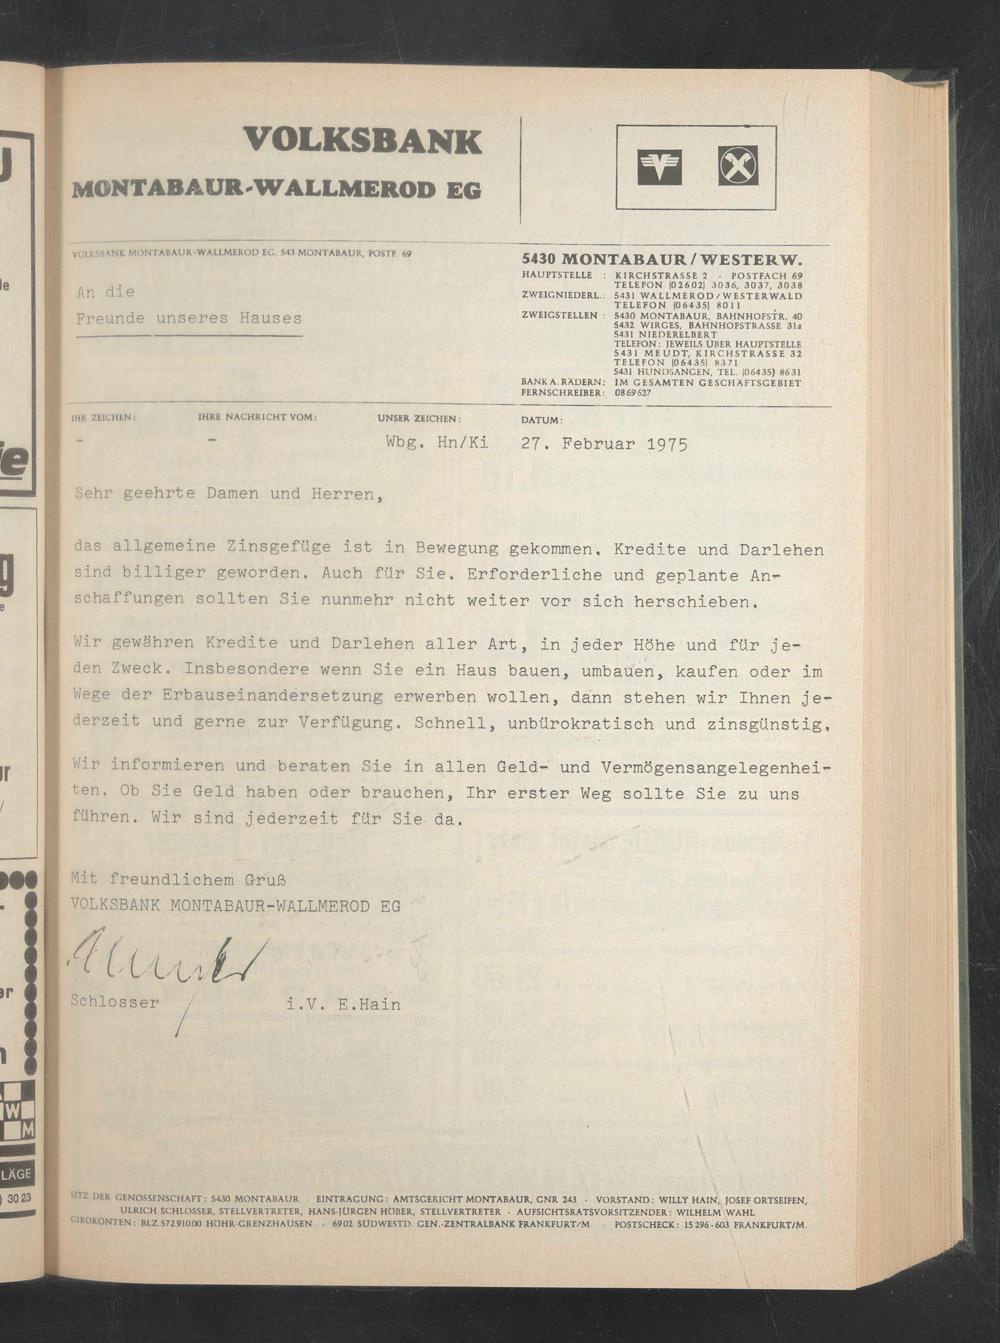 VOLKSBANK
MONTABAUR-WALLMEROD EG
VOLKSBANK MONTABAUR-WALLMEROD EG, 543 MONTABAUR, POSTF. 69
An die
Freunde unseres Hauses
5430 MONTABAUR/WESTERW.
HAUPTSTELLE : KIRCHSTRASSE 2 - POSTFACH 69
TELEFON (02602) 3036, 3037, 3038
ZWEIGNIEDERL.: 5431 WALLMEROD/WESTERWALD
TELEFON (06435) 8011
ZWEIGSTELLEN : 5430 MONTABAUR, BAHNHOFSTR. 40
5432 WIRGES, BAHNHOFSTRASSE 31a
5431 NIEDERELBERT
TELEFON: JEWEILS ÜBER HAUPTSTELLE
5431 MEUDT, KIRCHSTRASSE 32
TELEFON (06435) 8371
5431 HUNDSANGEN, TEL. (06435) 8631
BANK A. RÄDERN: IM GESAMTEN GESCHÄFTSGEBIET
FERNSCHREIBER: 0869627
IHR ZEICHEN: IHRE NACHRICHT VOM: UNSER ZEICHEN: DATUM:
- - Wbg. Hn/Ki 27. Februar 1975
Sehr geehrte Damen und Herren,
das allgemeine Zinsgefüge ist in Bewegung gekommen. Kredite und Darlehen
sind billiger geworden. Auch für Sie. Erforderliche und geplante An-
schaffungen sollten Sie nunmehr nicht weiter vor sich herschieben.
Wir gewähren Kredite und Darlehen aller Art, in jeder Höhe und für je-
den Zweck. Insbesondere wenn Sie ein Haus bauen, umbauen, kaufen oder im
Wege der Erbauseinandersetzung erwerben wollen, dann stehen wir Ihnen je-
derzeit und gerne zur Verfügung. Schnell, unbürokratisch und zinsgünstig.
Wir informieren und beraten Sie in allen Geld- und Vermögensangelegenhei-
ten. Ob Sie Geld haben oder brauchen, Ihr erster Weg sollte Sie zu uns
führen. Wir sind jederzeit für Sie da.
Mit freundlichem Gruß
VOLKSBANK MONTABAUR-WALLMEROD EG
Schlosser i.V. E.Hain
SITZ DER GENOSSENSCHAFT: 5430 MONTABAUR · EINTRAGUNG: AMTSGERICHT MONTABAUR, GNR 243 - VORSTAND: WILLY HAIN, JOSEF ORTSEIFEN,
ULRICH SCHLOSSER, STELLVERTRETER, HANS-JÜRGEN HÜBER, STELLVERTRETER - AUFSICHTSRATSVORSITZENDER: WILHELM WAHL
GIROKONTEN: BLZ 57291000 HÖHR-GRENZHAUSEN · 6902 SÜDWESTD. GEN.-ZENTRALBANK FRANKFURT/M. - POSTSCHECK: 15296-603 FRANKFURT/M.
LÄGE
30 23